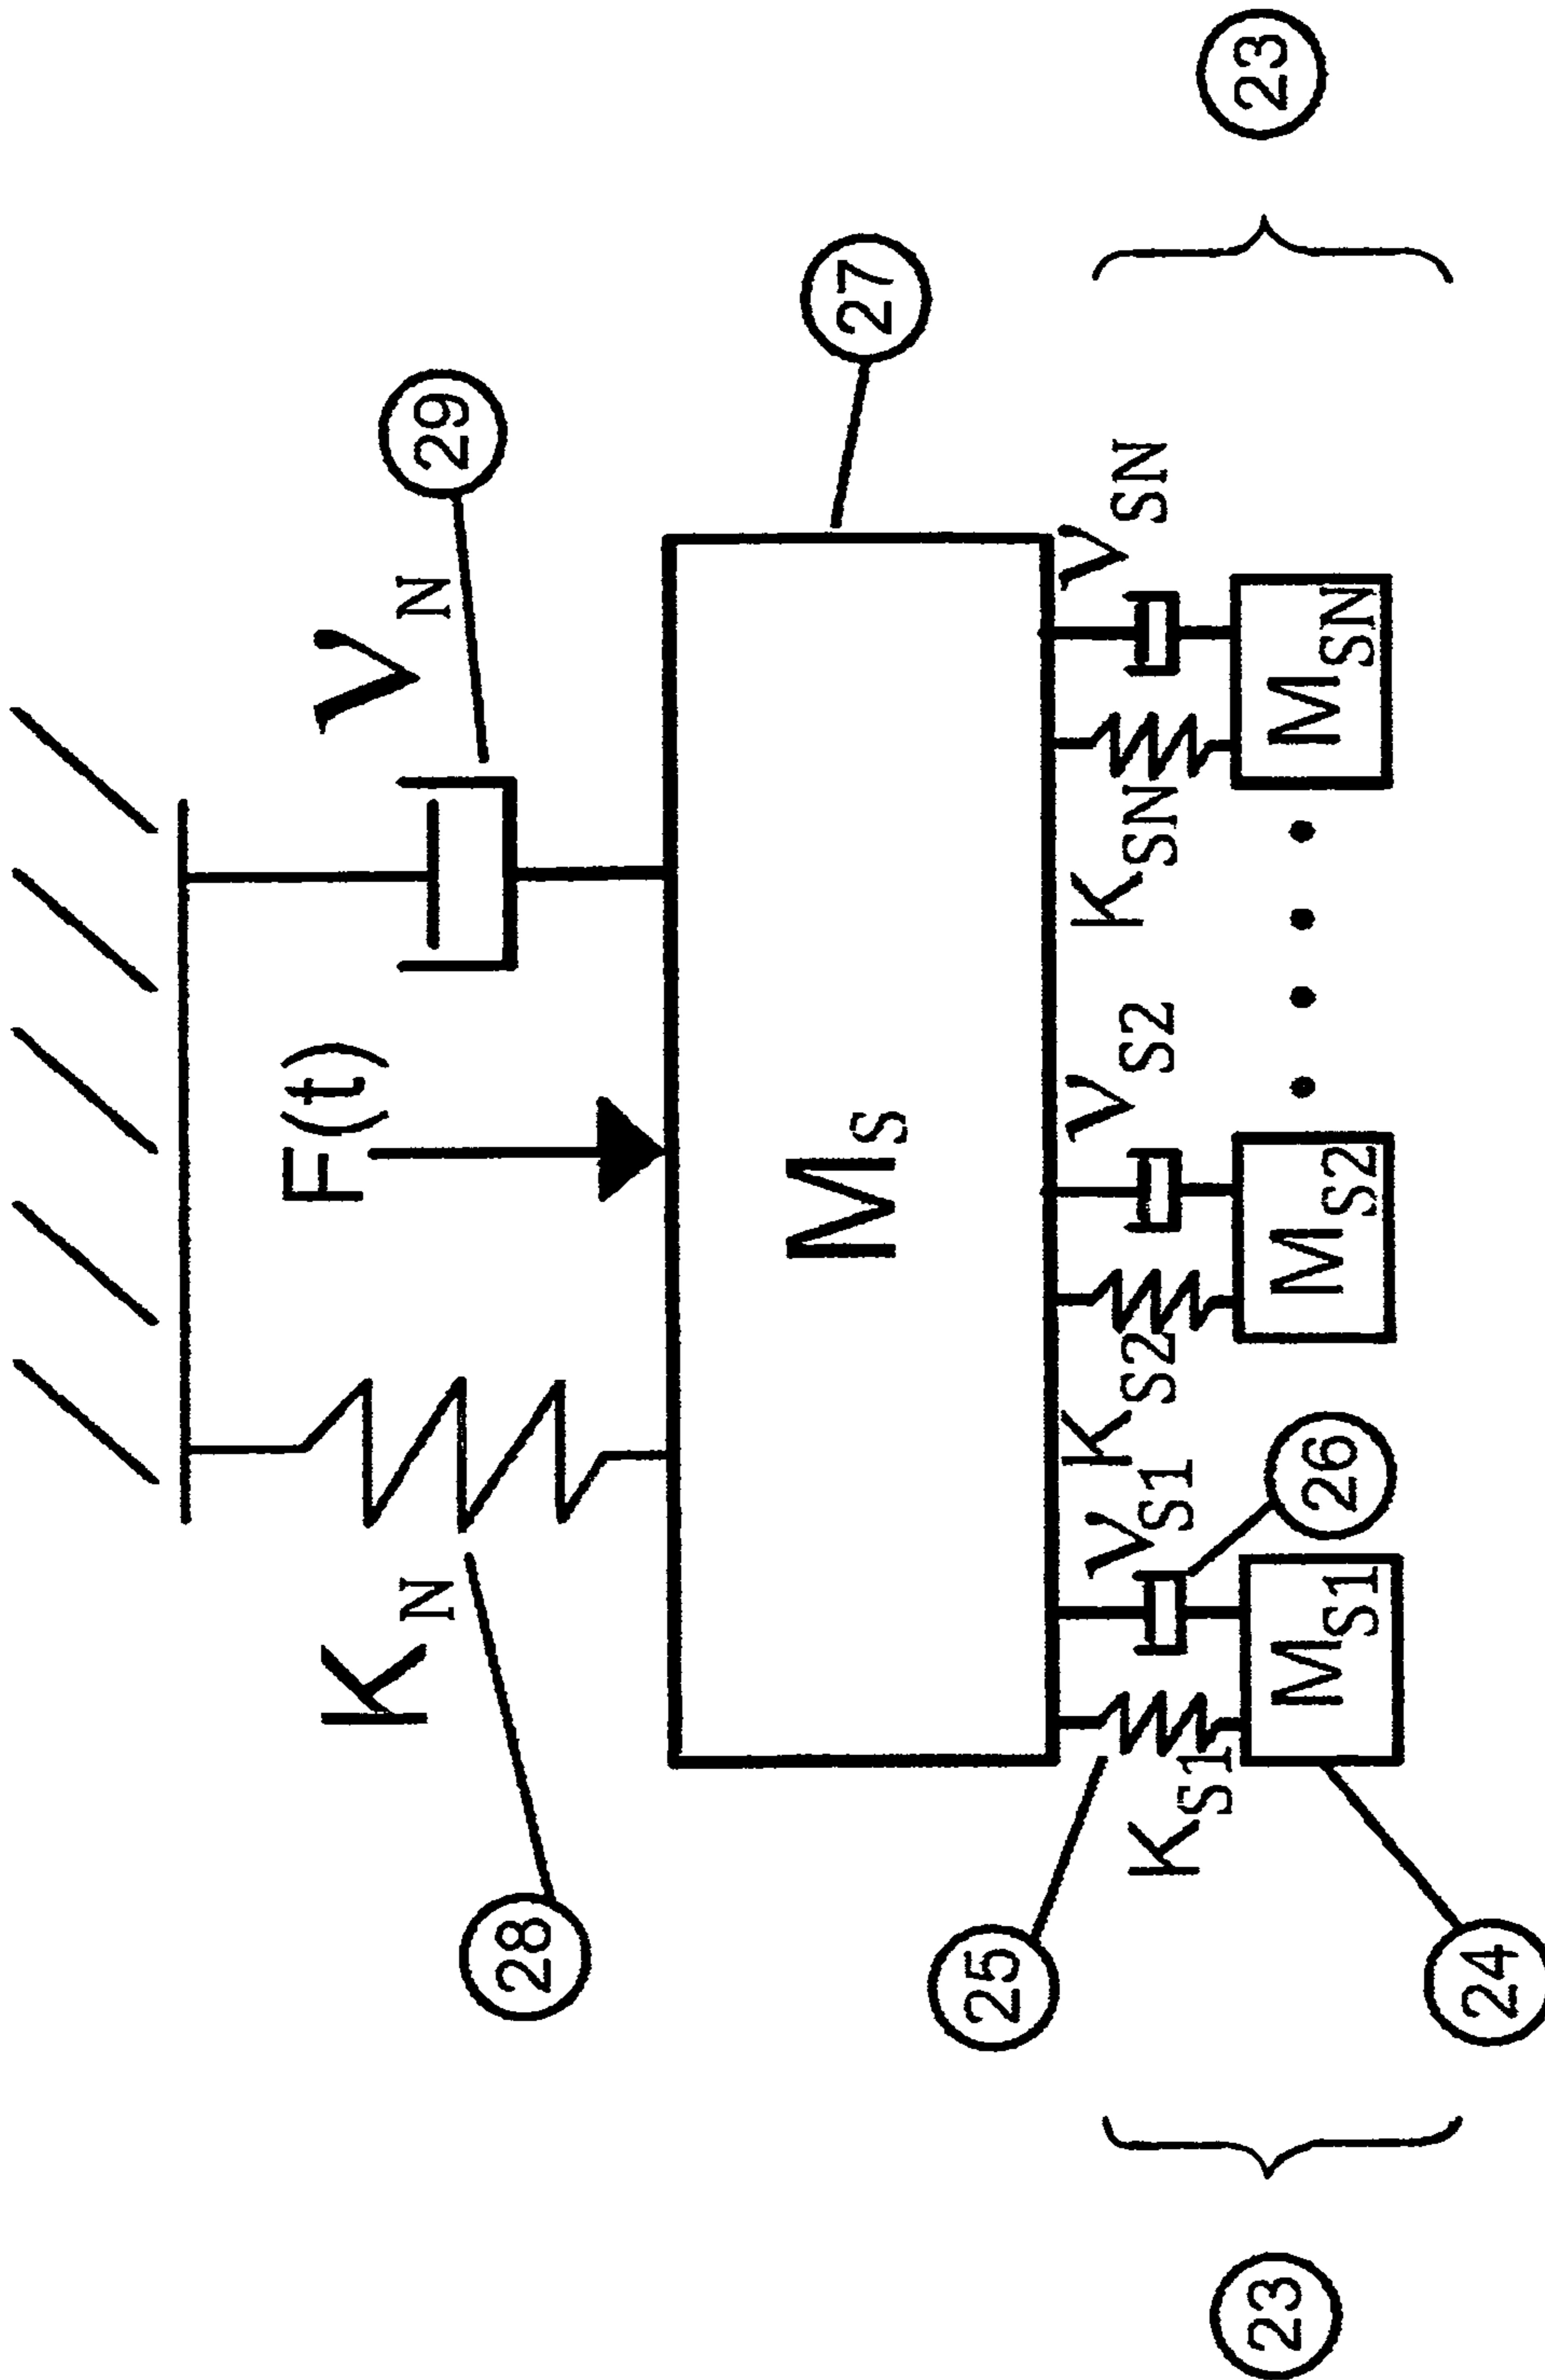 K_N
F(t)
V_N
29
28
M_S
27
25
K_S1
V_S1
K_S2
V_S2
K_SN
V_SN
26
23
M_S1
M_S2
M_SN
23
24